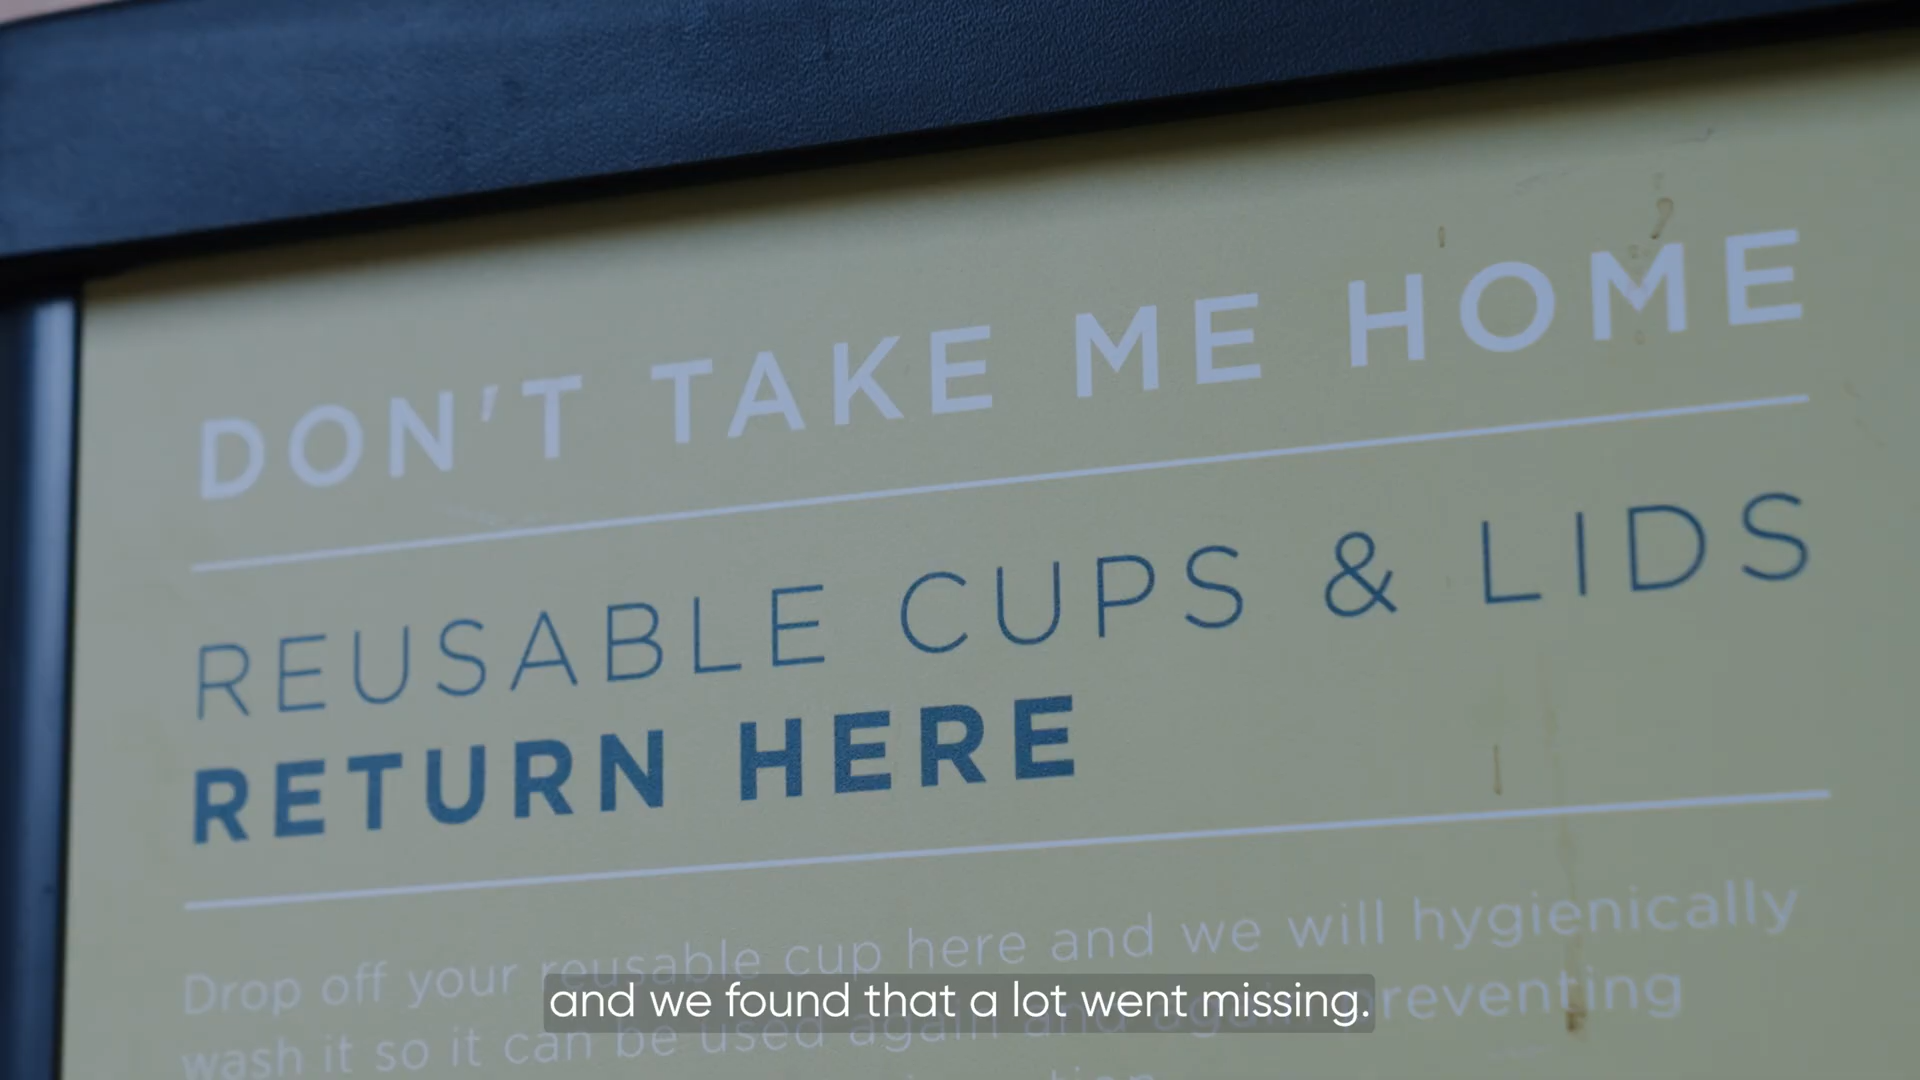 DON'T TAKE ME HOME
REUSABLE CUPS & LIDS
RETURN HERE
Drop off your reusable cup here and we will hygienically
wash it so it can be used again and again preventing
and we found that a lot went missing.